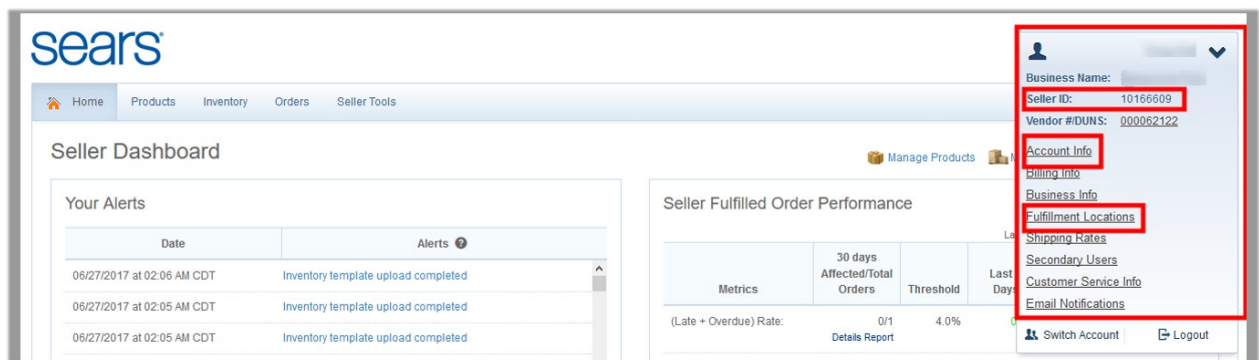 sears
Business Name:
Home Products Inventory Orders Seller Tools
Seller ID: 10166609
Vendor #/DUNS: 000062122
Seller Dashboard
Manage Products
Account Info
Billing Info
Business Info
Fulfillment Locations
Shipping Rates
Secondary Users
Customer Service Info
Email Notifications
Switch Account Logout
Your Alerts
Date Alerts
06/27/2017 at 02:06 AM CDT Inventory template upload completed
06/27/2017 at 02:05 AM CDT Inventory template upload completed
06/27/2017 at 02:05 AM CDT Inventory template upload completed
Seller Fulfilled Order Performance
Metrics 30 days Affected/Total Orders Threshold Last
(Late + Overdue) Rate: 0/1 4.0%
Details Report